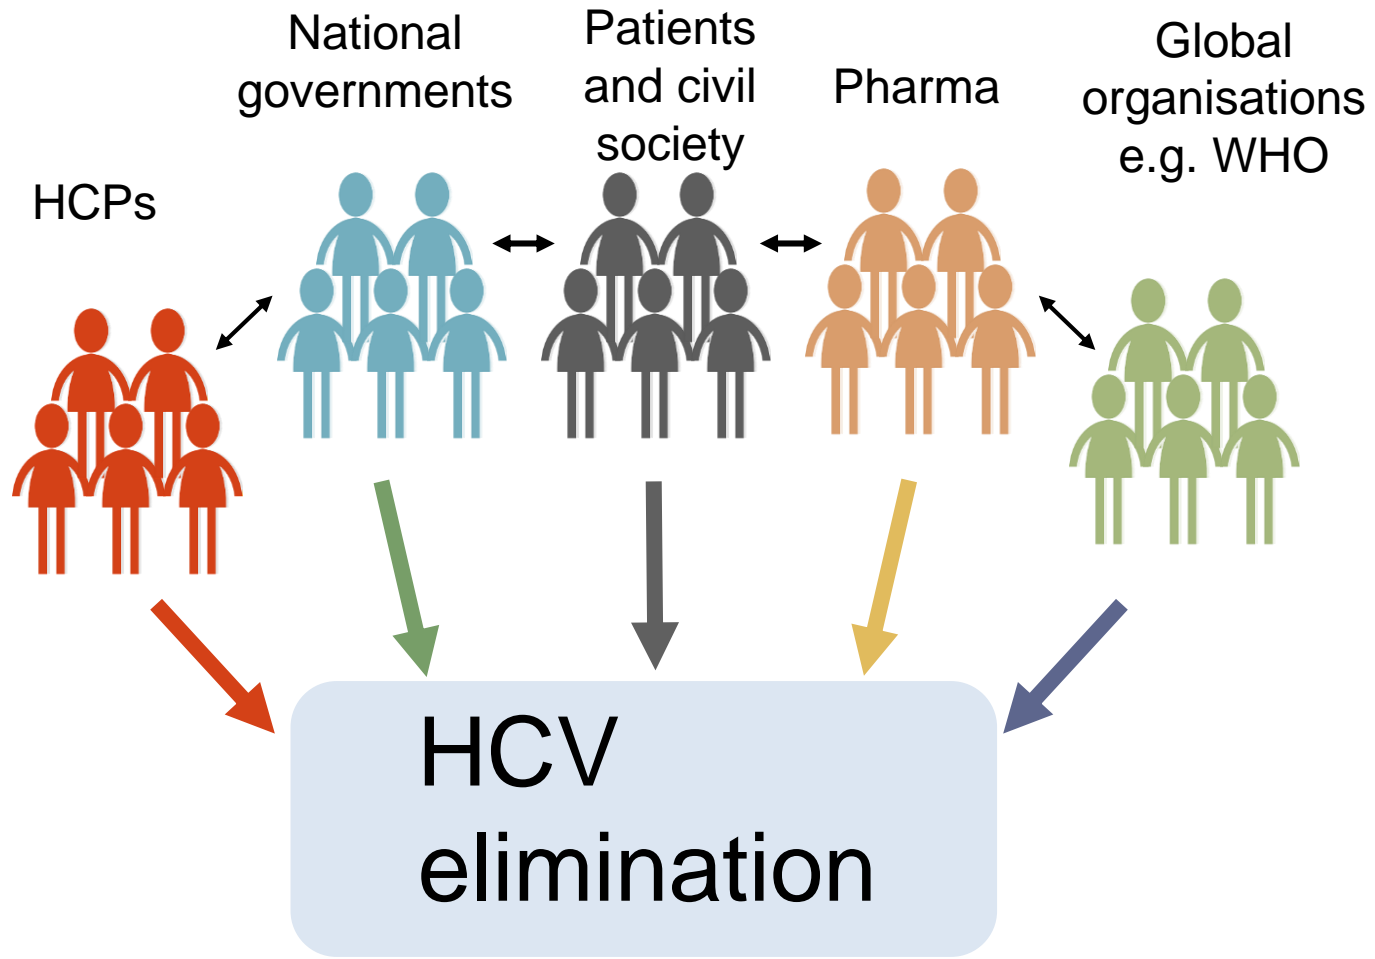 HCPs
National
governments
Patients
and civil
society
Pharma
Global
organisations
e.g. WHO
HCV
elimination